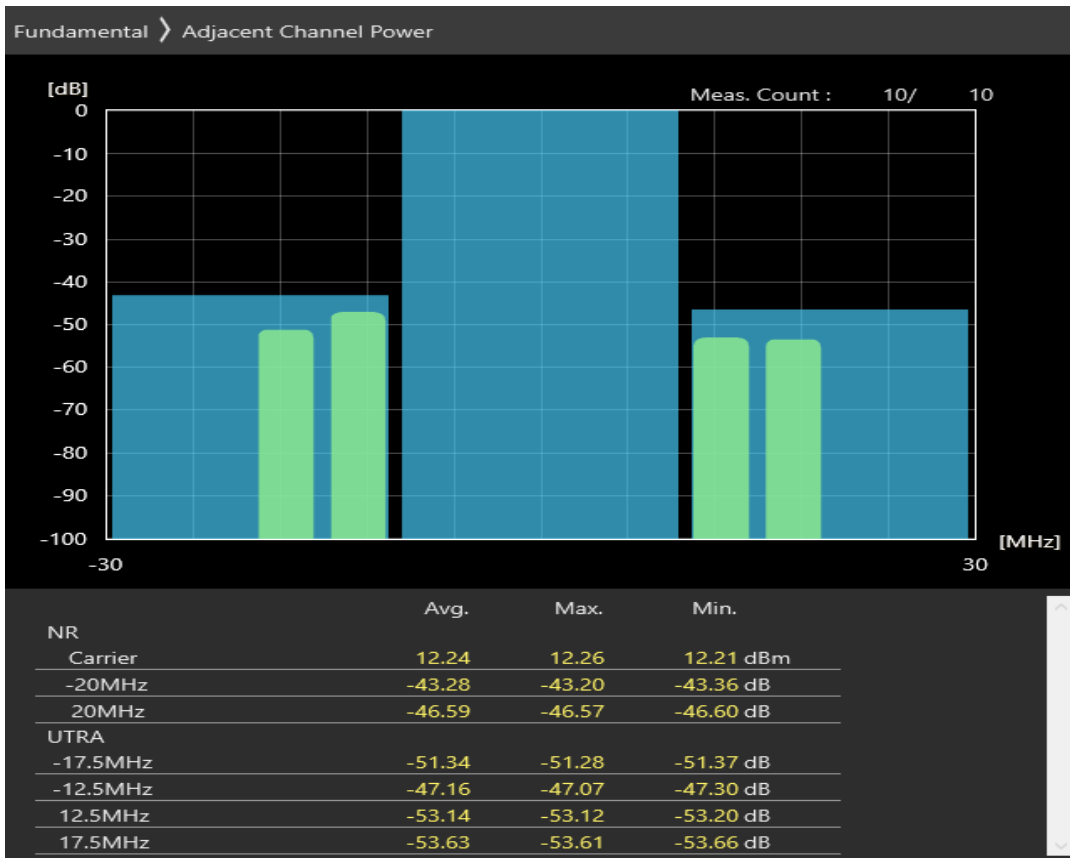 Fundamental 〉 Adjacent Channel Power
[dB]
Meas. Count : 10/ 10
0
-10
-20
-30
-40
-50
-60
-70
-80
-90
-100
[MHz]
-30 30
Avg. Max. Min.
NR
Carrier 12.24 12.26 12.21 dBm
-20MHz -43.28 -43.20 -43.36 dB
20MHz -46.59 -46.57 -46.60 dB
UTRA
-17.5MHz -51.34 -51.28 -51.37 dB
-12.5MHz -47.16 -47.07 -47.30 dB
12.5MHz -53.14 -53.12 -53.20 dB
17.5MHz -53.63 -53.61 -53.66 dB